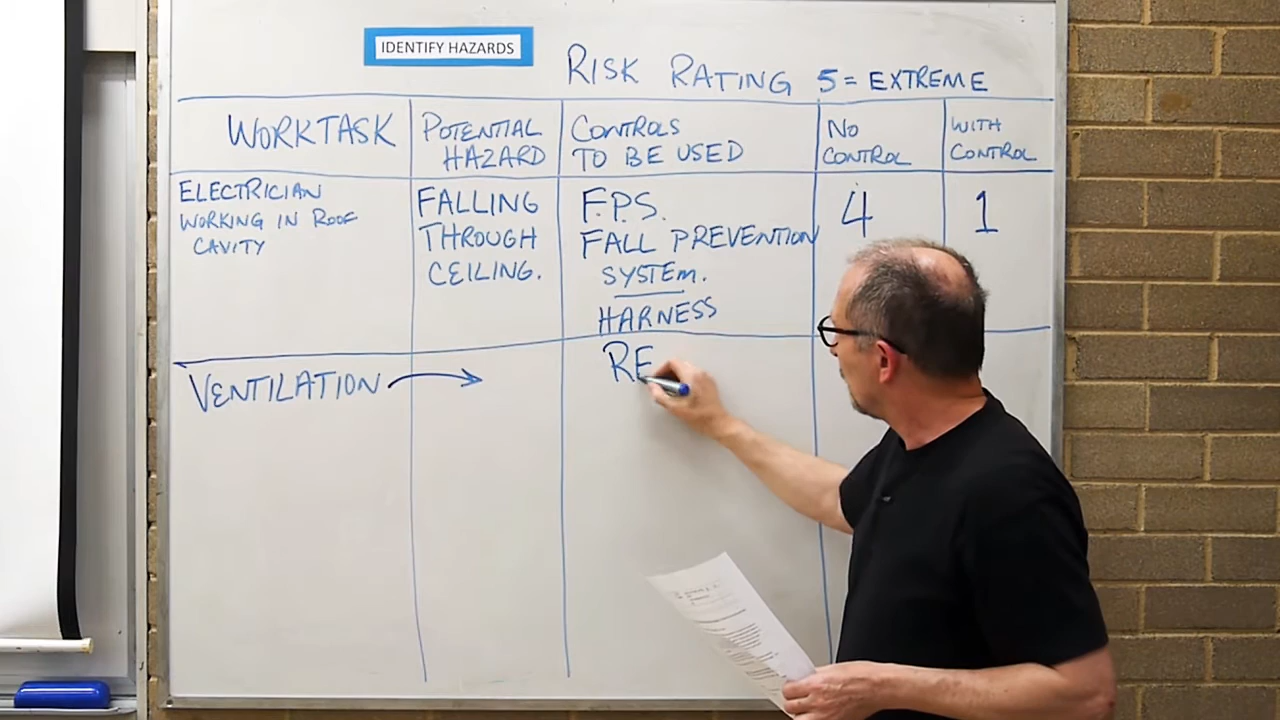 IDENTIFY HAZARDS
RISK RATING 5 = EXTREME
WORKTASK
POTENTIAL
HAZARD
CONTROLS
TO BE USED
NO
CONTROL
WITH
CONTROL
ELECTRICIAN
WORKING IN ROOF
CAVITY
FALLING
THROUGH
CEILING.
F.P.S.
FALL PREVENTION
SYSTEM.
HARNESS
4
1
VENTILATION
RE